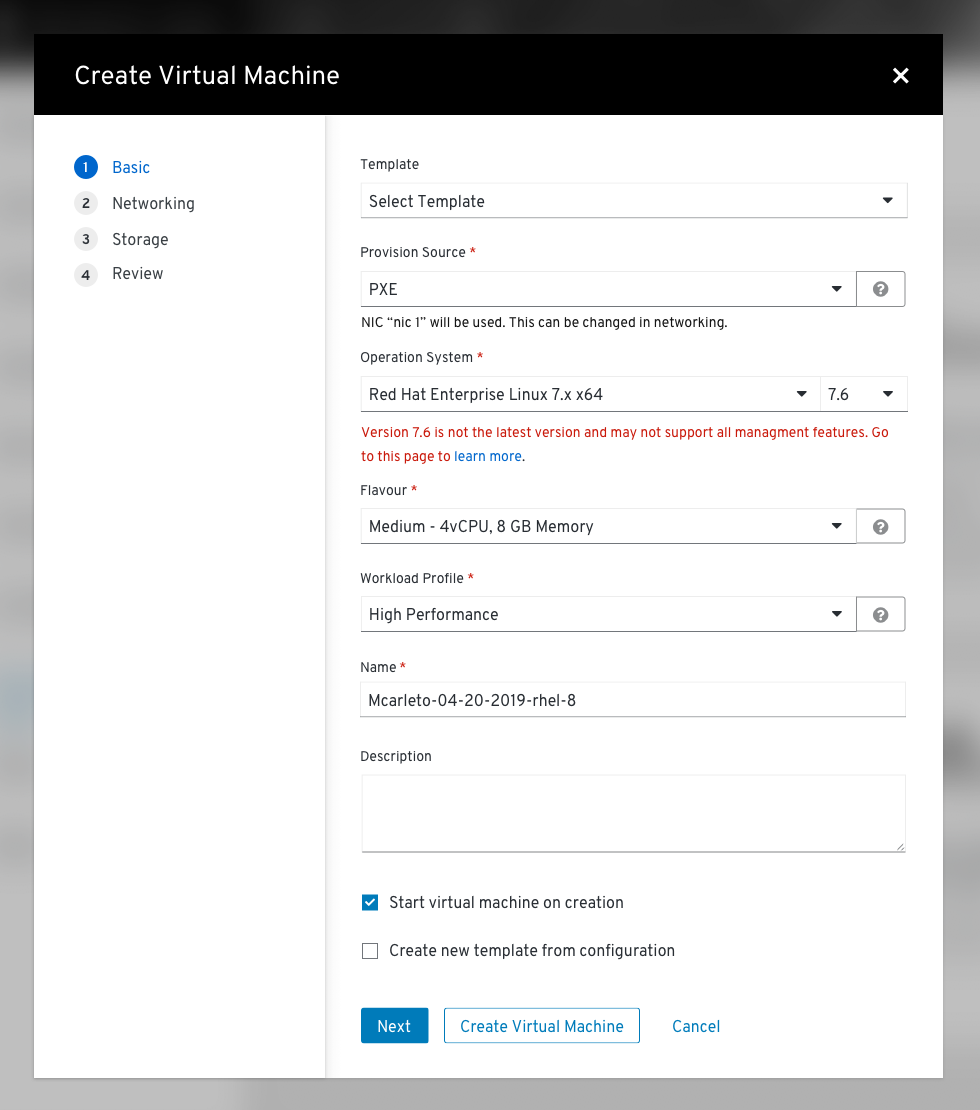 Create Virtual Machine
1 Basic
2 Networking
3 Storage
4 Review
Template
Select Template
Provision Source *
PXE
?
NIC “nic 1” will be used. This can be changed in networking.
Operation System *
Red Hat Enterprise Linux 7.x x64
7.6
Version 7.6 is not the latest version and may not support all managment features. Go
to this page to learn more.
Flavour *
Medium - 4vCPU, 8 GB Memory
?
Workload Profile *
High Performance
?
Name *
Mcarleto-04-20-2019-rhel-8
Description
Start virtual machine on creation
Create new template from configuration
Next
Create Virtual Machine
Cancel